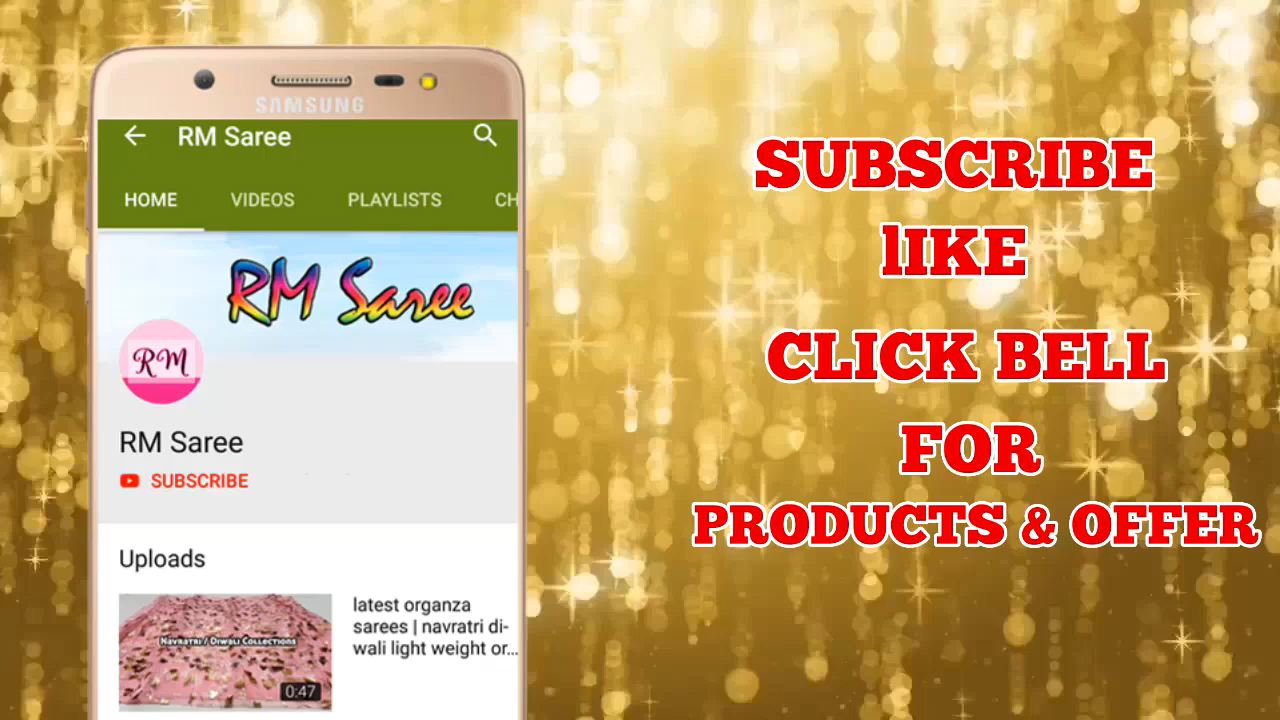 SAMSUNG
RM Saree
HOME VIDEOS PLAYLISTS CH
RM Saree
RM
RM Saree
SUBSCRIBE
Uploads
Navratri / Diwali Collections
0:47
latest organza
sarees | navratri di-
wali light weight or...
SUBSCRIBE
lIKE
CLICK BELL
FOR
PRODUCTS & OFFER